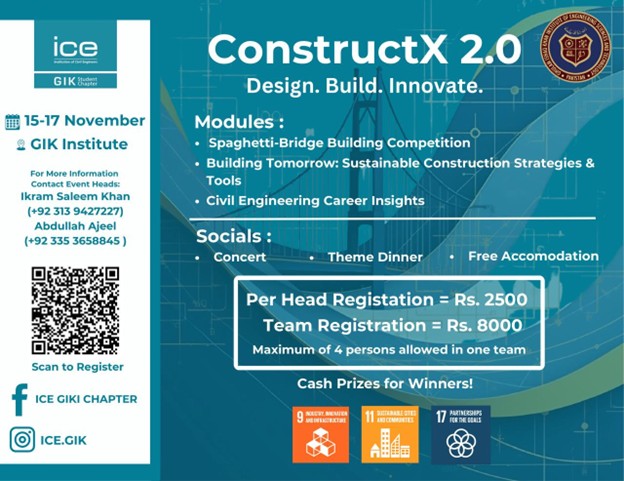 ice
Institution of Civil Engineers
GIK Student
Chapter
15-17 November
GIK Institute
For More Information
Contact Event Heads:
Ikram Saleem Khan
(+92 313 9427227)
Abdullah Ajeel
(+92 335 3658845 )
Scan to Register
ICE GIKI CHAPTER
ICE.GIK
ConstructX 2.0
Design. Build. Innovate.
Modules :
• Spaghetti-Bridge Building Competition
• Building Tomorrow: Sustainable Construction Strategies &
Tools
• Civil Engineering Career Insights
Socials :
• Concert • Theme Dinner • Free Accomodation
Per Head Registation = Rs. 2500
Team Registration = Rs. 8000
Maximum of 4 persons allowed in one team
Cash Prizes for Winners!
9 INDUSTRY, INNOVATION
AND INFRASTRUCTURE
11 SUSTAINABLE CITIES
AND COMMUNITIES
17 PARTNERSHIPS
FOR THE GOALS